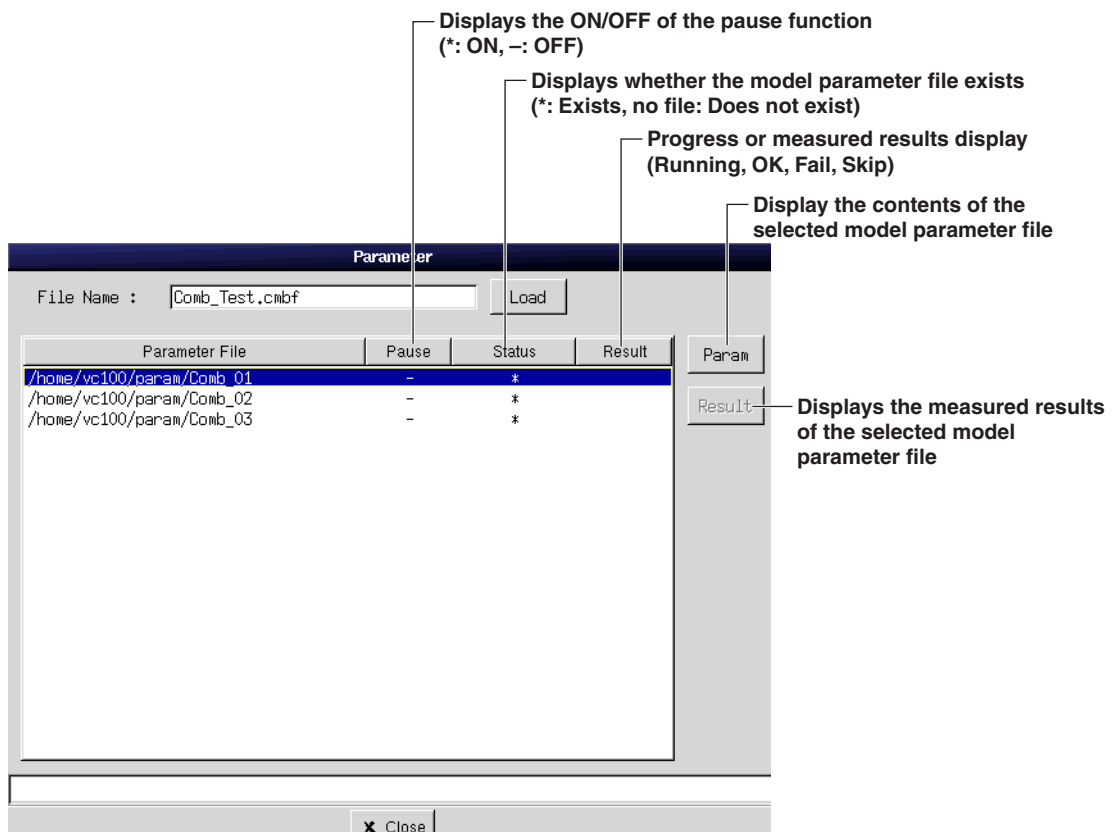 Displays the ON/OFF of the pause function
(*: ON, –: OFF)
Displays whether the model parameter file exists
(*: Exists, no file: Does not exist)
Progress or measured results display
(Running, OK, Fail, Skip)
Display the contents of the
selected model parameter file
Parameter
File Name : Comb_Test.cmbf Load
Parameter File Pause Status Result Param
/home/vc100/param/Comb_01 – *
/home/vc100/param/Comb_02 – *
/home/vc100/param/Comb_03 – *
Result
Displays the measured results
of the selected model
parameter file
✘ Close